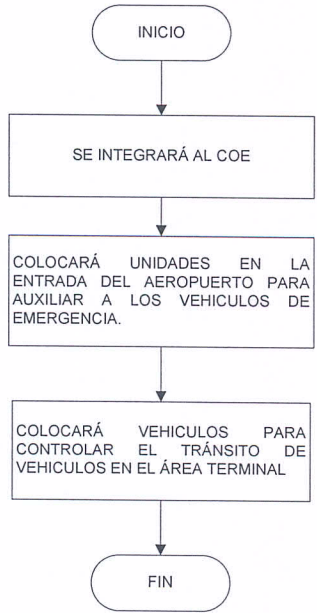 INICIO
SE INTEGRARÁ AL COE
COLOCARÁ UNIDADES EN LA
ENTRADA DEL AEROPUERTO PARA
AUXILIAR A LOS VEHICULOS DE
EMERGENCIA.
COLOCARÁ VEHICULOS PARA
CONTROLAR EL TRÁNSITO DE
VEHICULOS EN EL ÁREA TERMINAL
FIN